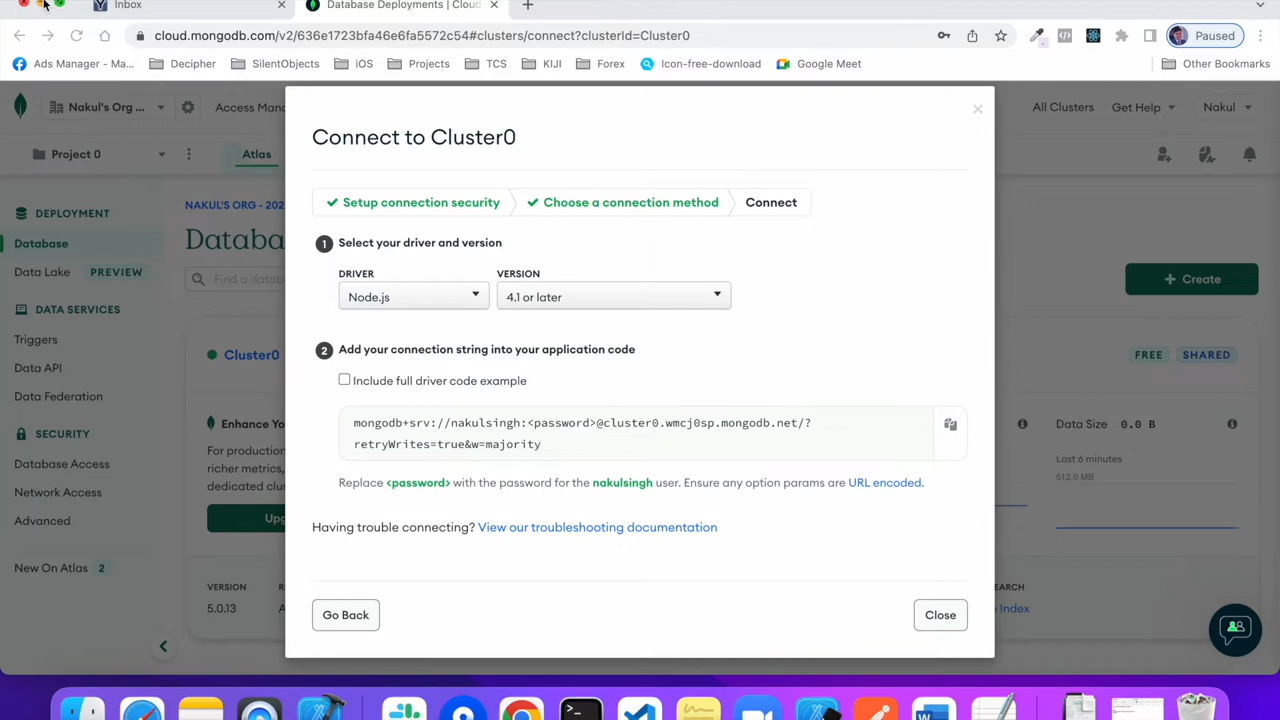 Inbox
Database Deployments | Cloud
cloud.mongodb.com/v2/636e1723bfa46e6fa5572c54#clusters/connect?clusterId=Cluster0
Paused
Ads Manager - Ma...
Decipher
SilentObjects
iOS
Projects
TCS
KIJI
Forex
Icon-free-download
Google Meet
Other Bookmarks
Nakul's Org ...
Access Man
All Clusters
Get Help
Nakul
Project 0
Atlas
Connect to Cluster0
Setup connection security
Choose a connection method
Connect
DEPLOYMENT
Database
Data Lake PREVIEW
DATA SERVICES
Triggers
Data API
Data Federation
SECURITY
Database Access
Network Access
Advanced
New On Atlas 2
NAKUL'S ORG - 202
Databa
Find a datab
+ Create
Cluster0
FREE
SHARED
Enhance Yo
For production
richer metrics,
dedicated clus
Upg
Data Size 0.0 B
Last 6 minutes
512.0 MB
VERSION
5.0.13
EARCH
Index
1 Select your driver and version
DRIVER
VERSION
Node.js
4.1 or later
2 Add your connection string into your application code
Include full driver code example
mongodb+srv://nakulsingh:<password>@cluster0.wmcj0sp.mongodb.net/?
retryWrites=true&w=majority
Replace <password> with the password for the nakulsingh user. Ensure any option params are URL encoded.
Having trouble connecting? View our troubleshooting documentation
Go Back
Close